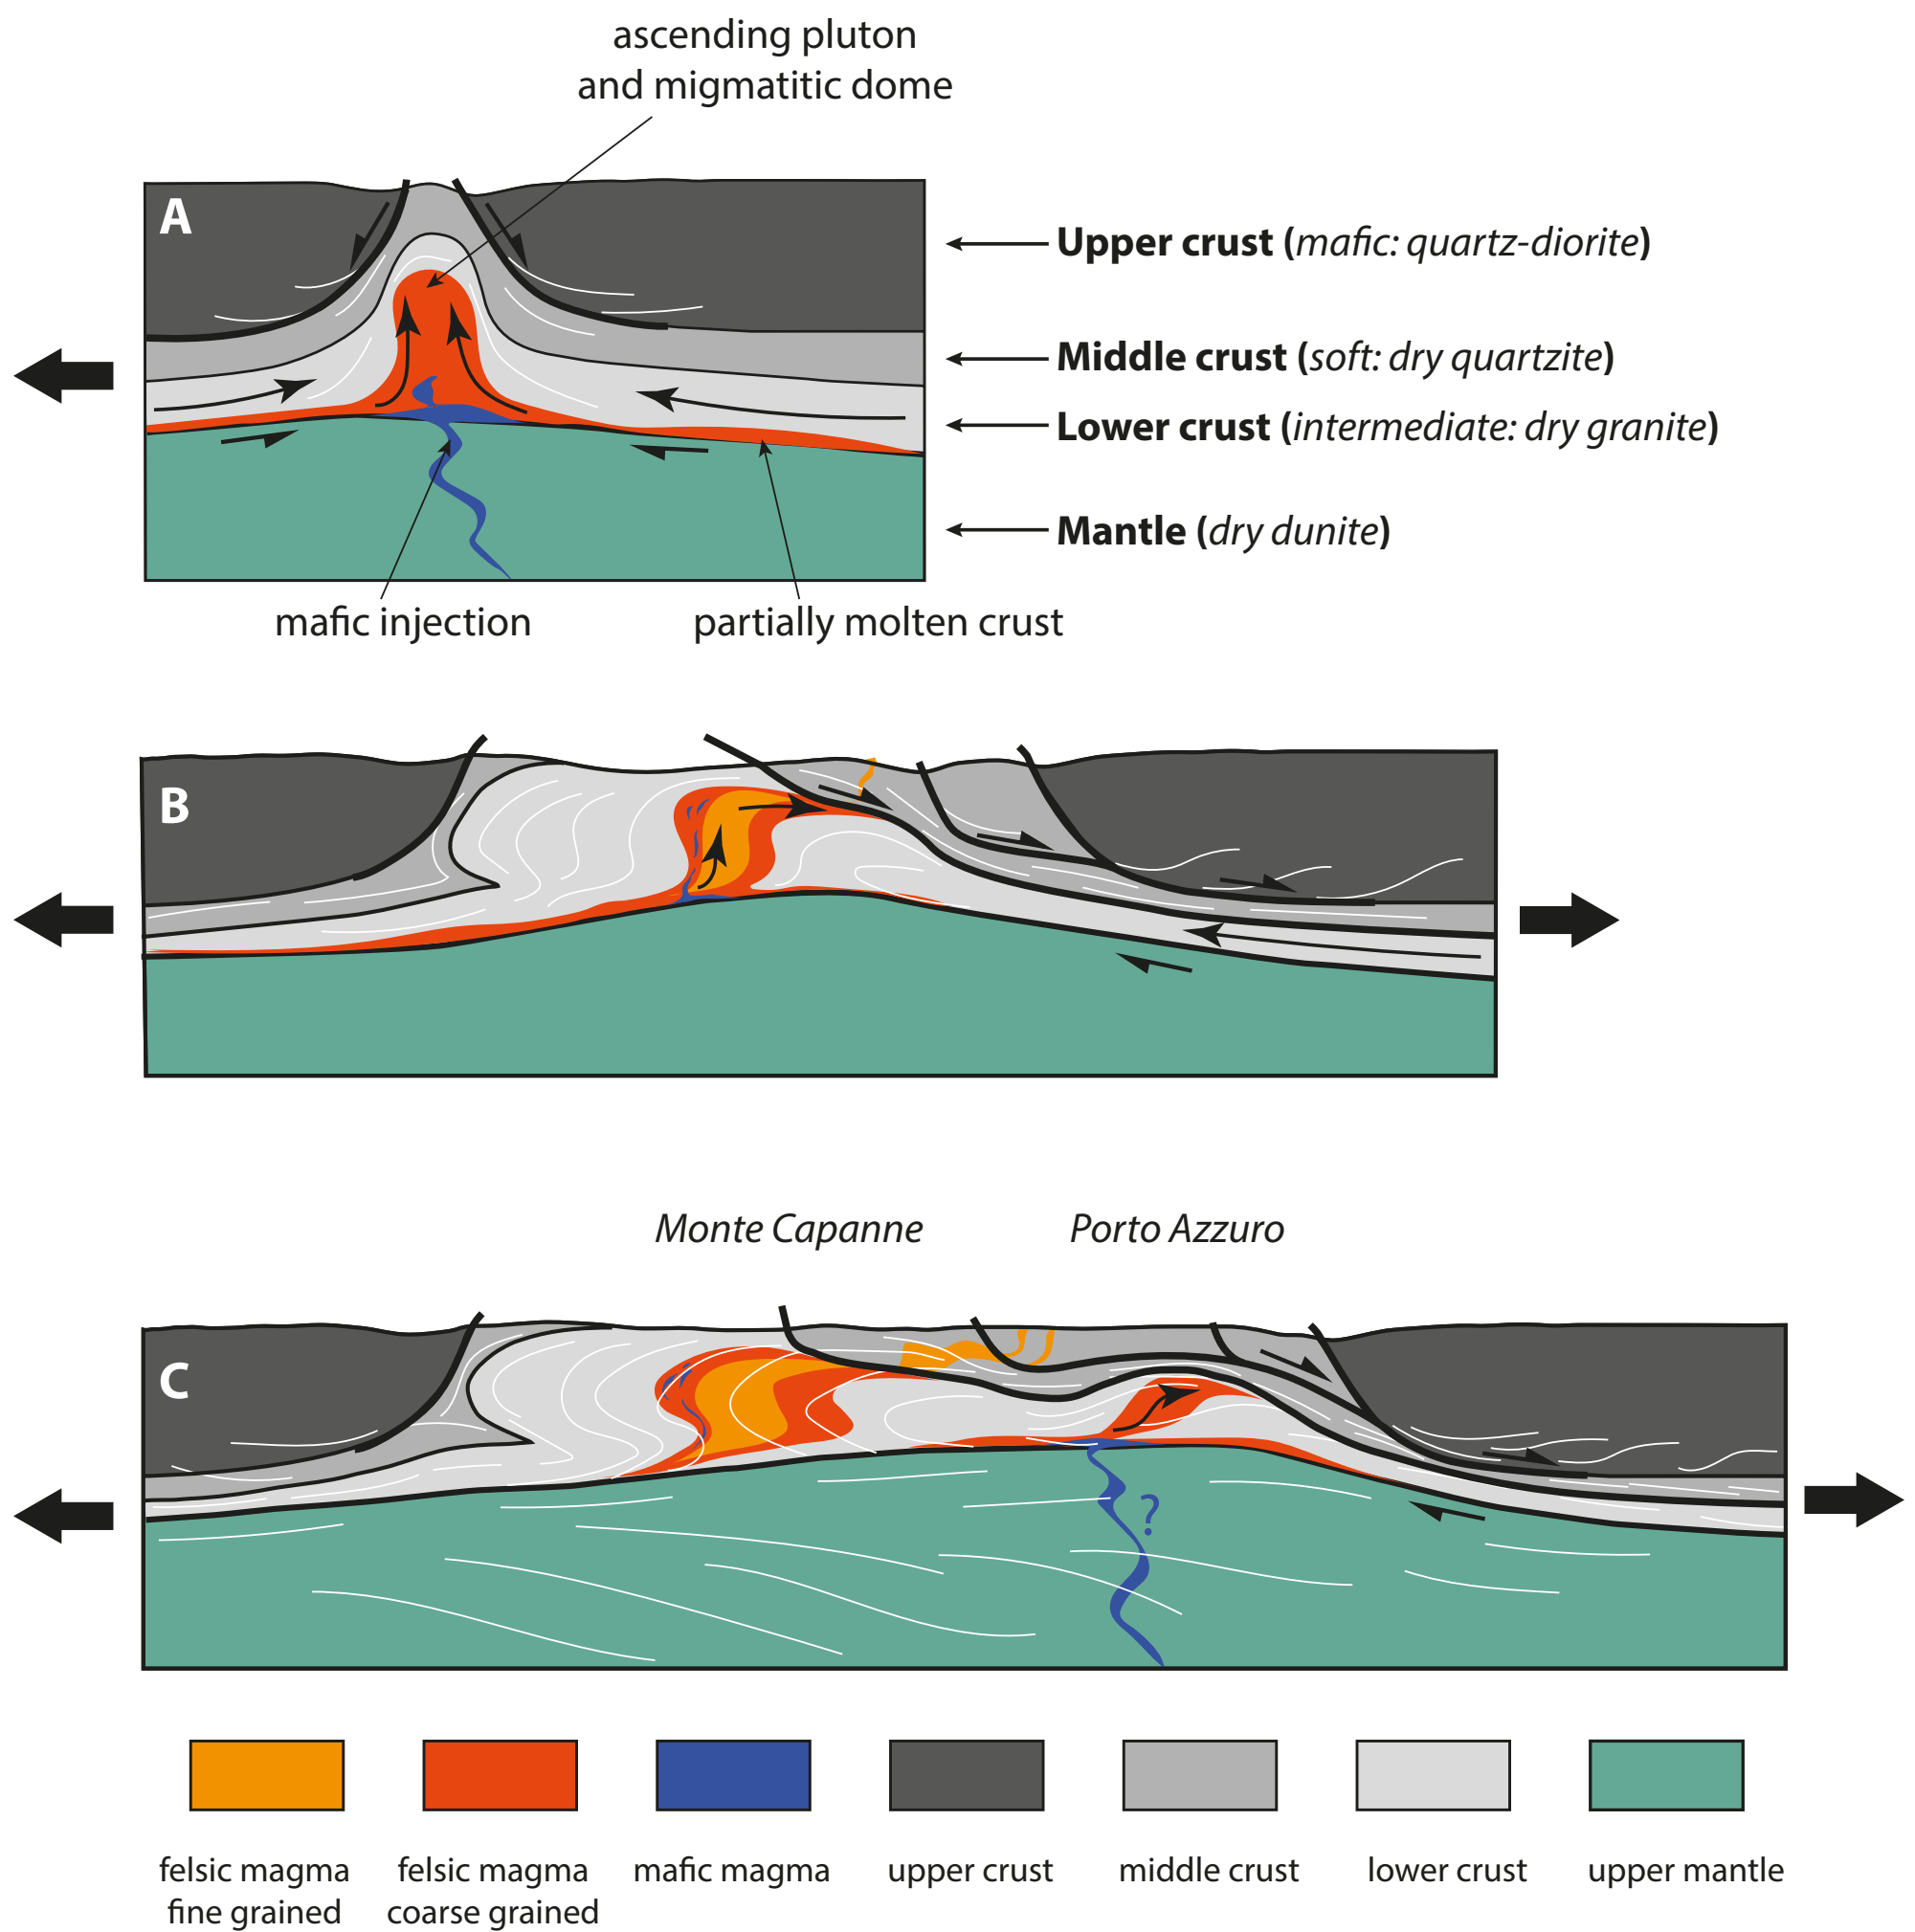 ascending pluton
and migmatitic dome
A
Upper crust (mafic: quartz-diorite)
Middle crust (soft: dry quartzite)
Lower crust (intermediate: dry granite)
Mantle (dry dunite)
mafic injection
partially molten crust
B
Monte Capanne
Porto Azzuro
C
?
felsic magma
fine grained
felsic magma
coarse grained
mafic magma
upper crust
middle crust
lower crust
upper mantle